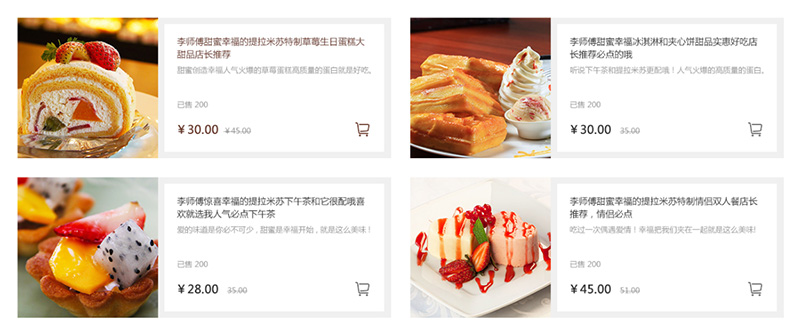 李师傅甜蜜幸福的提拉米苏特制草莓生日蛋糕大
甜品店长推荐
甜蜜创造幸福人气火爆的草莓蛋糕高质量的蛋白就是好吃。
已售 200
￥30.00 ￥45.00
李师傅甜蜜幸福冰淇淋和夹心饼甜品实惠好吃店
长推荐必点的哦
听说下午茶和提拉米苏更配哦！人气火爆的高质量的蛋白。
已售 200
￥30.00 35.00
李师傅惊喜幸福的提拉米苏下午茶和它很配哦喜
欢就选我人气必点下午茶
爱的味道是你必不可少，甜蜜是幸福开始，就是这么美味！
已售 200
￥28.00 35.00
李师傅甜蜜幸福的提拉米苏特制情侣双人餐店长
推荐，情侣必点
吃过一次偶遇爱情！幸福把我们夹在一起就是这么美味!
已售 200
￥45.00 51.00